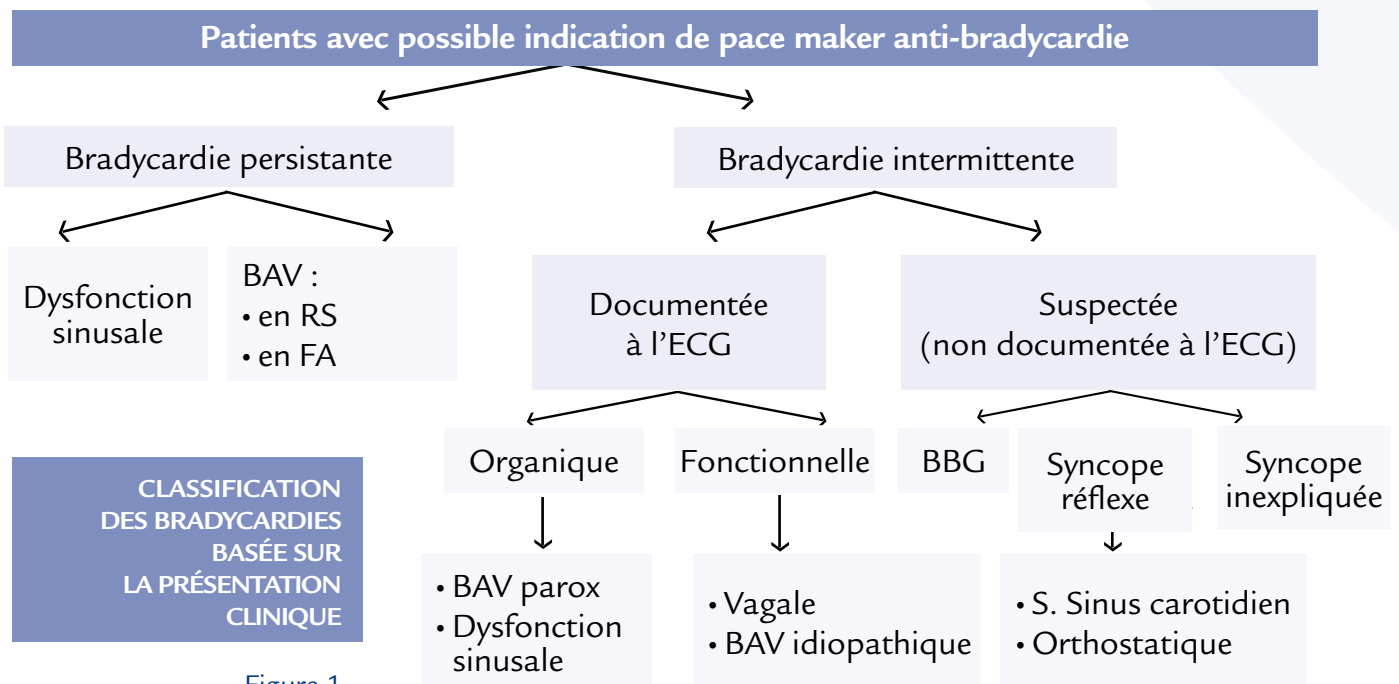 Patients avec possible indication de pace maker anti-bradycardie
Bradycardie persistante
Bradycardie intermittente
Dysfonction
sinusale
BAV :
• en RS
• en FA
Documentée
à l'ECG
Suspectée
(non documentée à l'ECG)
Organique
Fonctionnelle
BBG
Syncope
réflexe
Syncope
inexpliquée
• BAV parox
• Dysfonction
sinusale
• Vagale
• BAV idiopathique
• S. Sinus carotidien
• Orthostatique
CLASSIFICATION
DES BRADYCARDIES
BASÉE SUR
LA PRÉSENTATION
CLINIQUE
Figure 1